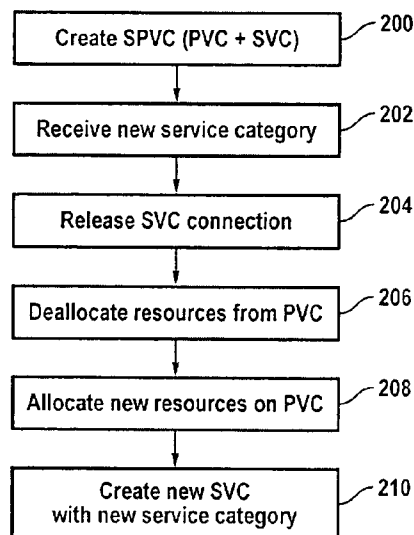 Create SPVC (PVC + SVC)
200
Receive new service category
202
Release SVC connection
204
Deallocate resources from PVC
206
Allocate new resources on PVC
208
Create new SVC
with new service category
210